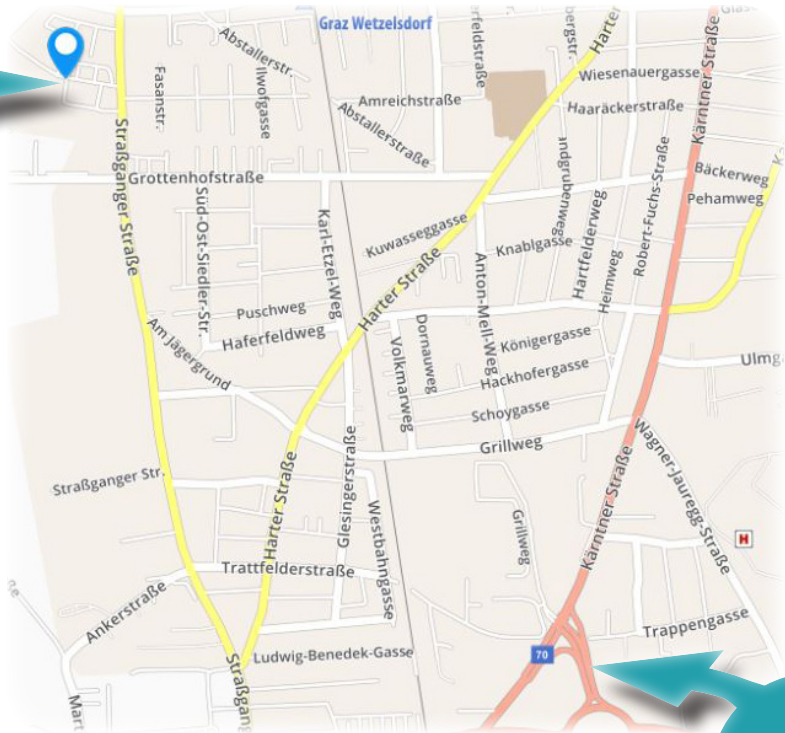 Graz Wetzelsdorf
Harter
Wiesenauergasse
Kärntner Straße
Abstallerstr.
Fasanstr.
Ilwofgasse
Amreichstraße
Haaräckerstraße
Abstallerstraße
Straßganger Straße
Grottenhofstraße
Bäckerweg
Pehamweg
Süd-Ost-Siedler-Str.
Karl-Etzel-Weg
Kuwasseggasse
Knablgasse
Hartfelderweg
Robert-Fuchs-Straße
Heimweg
Harter Straße
Anton-Mell-Weg
Puschweg
Haferfeldweg
Am Jägergrund
Volkmarweg
Dornauweg
Königergasse
Hackhofergasse
Schoygasse
Grillweg
Wagner-Jauregg-Straße
Straßganger Str.
Harter Straße
Glesingerstraße
Westbahngasse
Grillweg
Kärntner Straße
H
Trattfelderstraße
Ankerstraße
Trappengasse
70
Ludwig-Benedek-Gasse